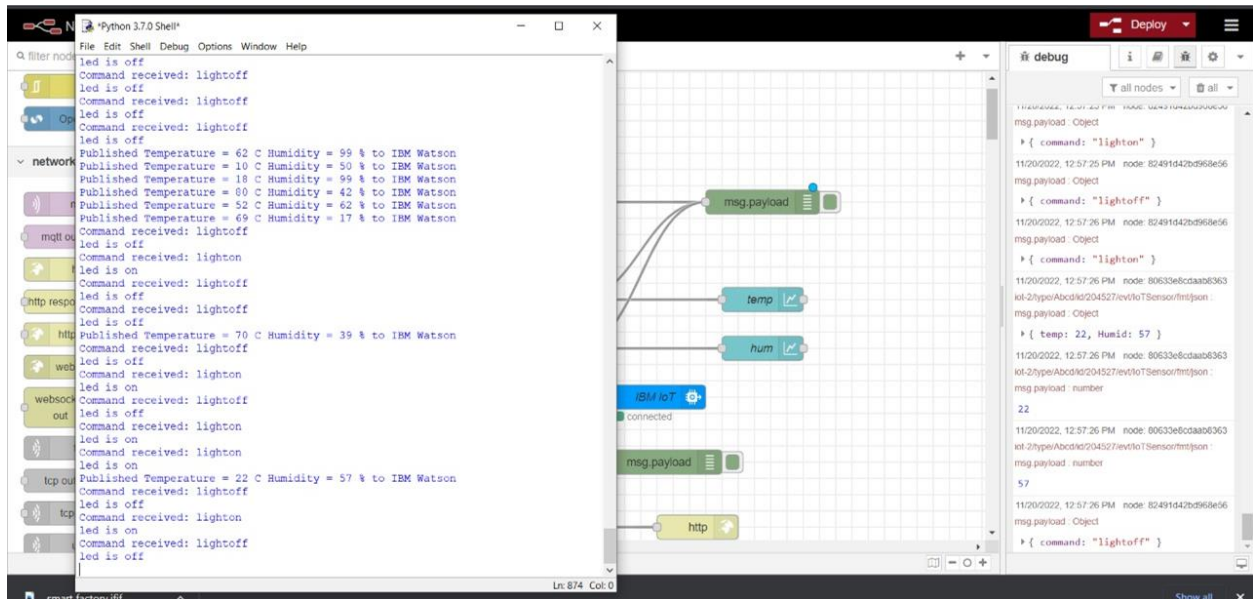 N
*Python 3.7.0 Shell*
File Edit Shell Debug Options Window Help
led is off
Command received: lightoff
led is off
Command received: lightoff
led is off
Command received: lightoff
led is off
Published Temperature = 62 C Humidity = 99 % to IBM Watson
Published Temperature = 10 C Humidity = 50 % to IBM Watson
Published Temperature = 18 C Humidity = 99 % to IBM Watson
Published Temperature = 80 C Humidity = 42 % to IBM Watson
Published Temperature = 52 C Humidity = 62 % to IBM Watson
Published Temperature = 69 C Humidity = 17 % to IBM Watson
Command received: lightoff
led is off
Command received: lighton
led is on
Command received: lightoff
led is off
Command received: lightoff
led is off
Published Temperature = 70 C Humidity = 39 % to IBM Watson
Command received: lightoff
led is off
Command received: lighton
led is on
Command received: lightoff
led is off
Command received: lighton
led is on
Command received: lighton
led is on
Published Temperature = 22 C Humidity = 57 % to IBM Watson
Command received: lightoff
led is off
Command received: lighton
led is on
Command received: lightoff
led is off
Ln: 874 Col: 0
filter node
Ope
network
mqtt ou
http respo
http
web
websock
out
tcp ou
tcp
msg.payload
temp
hum
IBM IoT
connected
msg.payload
http
Deploy
debug
i
all nodes
all
msg.payload : Object
{ command: "lighton" }
11/20/2022, 12:57:25 PM node: 82491d42bd968e56
msg.payload : Object
{ command: "lightoff" }
11/20/2022, 12:57:26 PM node: 82491d42bd968e56
msg.payload : Object
{ command: "lighton" }
11/20/2022, 12:57:26 PM node: 80633e8cdaab8363
iot-2/type/Abcd/id/204527/evt/IoTSensor/fmt/json :
{ temp: 22, Humid: 57 }
11/20/2022, 12:57:26 PM node: 80633e8cdaab8363
iot-2/type/Abcd/id/204527/evt/IoTSensor/fmt/json :
msg.payload : number
22
11/20/2022, 12:57:26 PM node: 80633e8cdaab8363
iot-2/type/Abcd/id/204527/evt/IoTSensor/fmt/json :
msg.payload : number
57
11/20/2022, 12:57:26 PM node: 82491d42bd968e56
msg.payload : Object
{ command: "lightoff" }
Show all